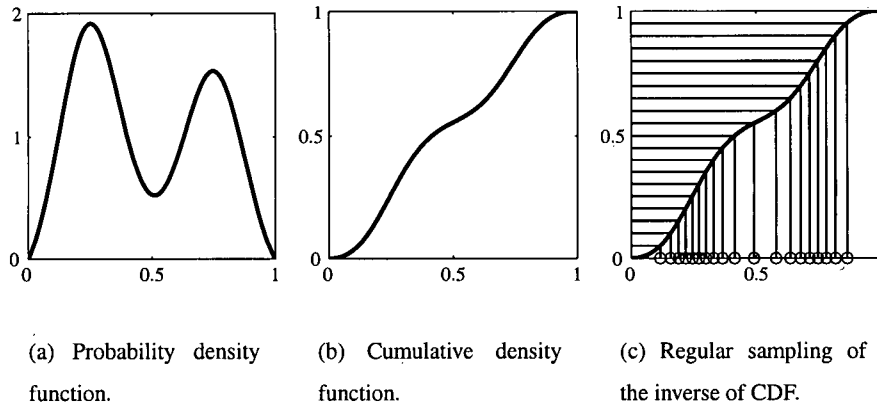 2
1
0
0
0.5
1
1
0.5
0
0
0.5
1
1
0.5
0
0
0.5
(a) Probability density
function.
(b) Cumulative density
function.
(c) Regular sampling of
the inverse of CDF.